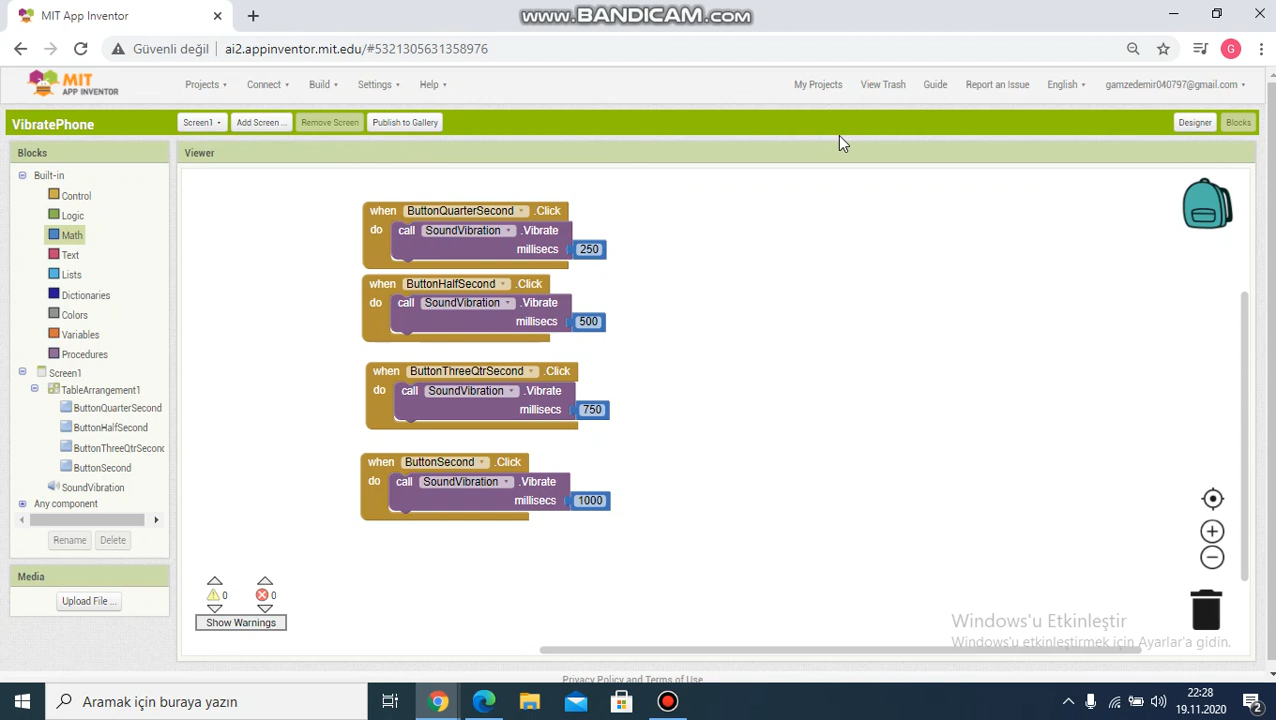 www.BANDICAM.com
MIT App Inventor
Güvenli değil
ai2.appinventor.mit.edu/#5321305631358976
G
MIT
APP INVENTOR
Projects
Connect
Build
Settings
Help
My Projects
View Trash
Guide
Report an Issue
English
gamzedemir040797@gmail.com
VibratePhone
Screen1
Add Screen ...
Remove Screen
Publish to Gallery
Designer
Blocks
Blocks
Built-in
Control
Logic
Math
Text
Lists
Dictionaries
Colors
Variables
Procedures
Screen1
TableArrangement1
ButtonQuarterSecond
ButtonHalfSecond
ButtonThreeQtrSecond
ButtonSecond
SoundVibration
Any component
Rename
Delete
Media
Upload File ...
Viewer
when ButtonQuarterSecond .Click
do call SoundVibration .Vibrate
millisecs 250
when ButtonHalfSecond .Click
do call SoundVibration .Vibrate
millisecs 500
when ButtonThreeQtrSecond .Click
do call SoundVibration .Vibrate
millisecs 750
when ButtonSecond .Click
do call SoundVibration .Vibrate
millisecs 1000
0
0
Show Warnings
Windows'u Etkinleştir
Windows'u etkinleştirmek için Ayarlar'a gidin.
Privacy Policy and Terms of Use
Aramak için buraya yazın
22:28
19.11.2020
2